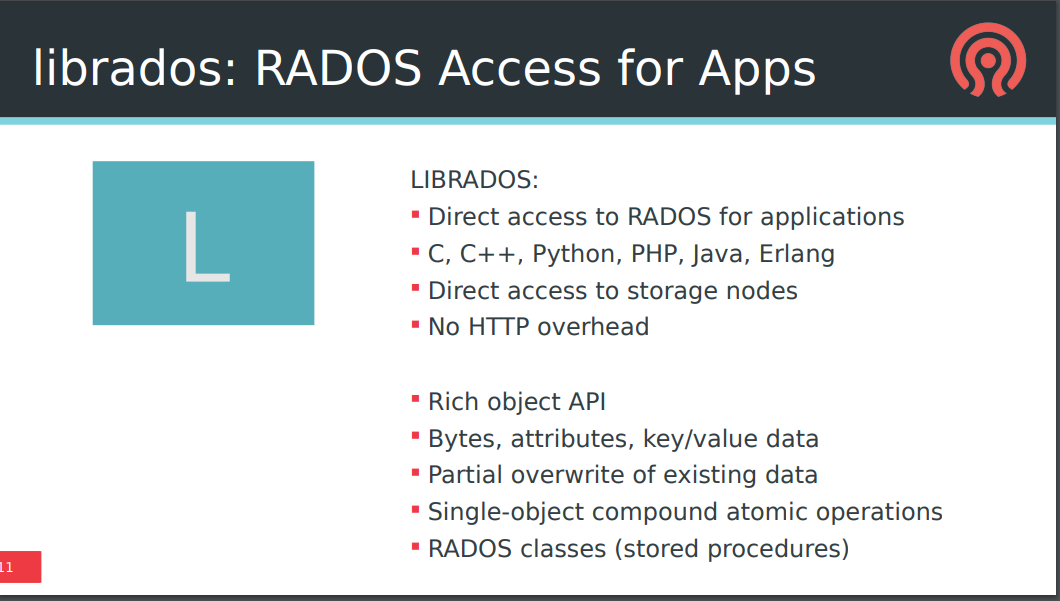 librados: RADOS Access for Apps
L
LIBRADOS:
Direct access to RADOS for applications
C, C++, Python, PHP, Java, Erlang
Direct access to storage nodes
No HTTP overhead
Rich object API
Bytes, attributes, key/value data
Partial overwrite of existing data
Single-object compound atomic operations
RADOS classes (stored procedures)
11